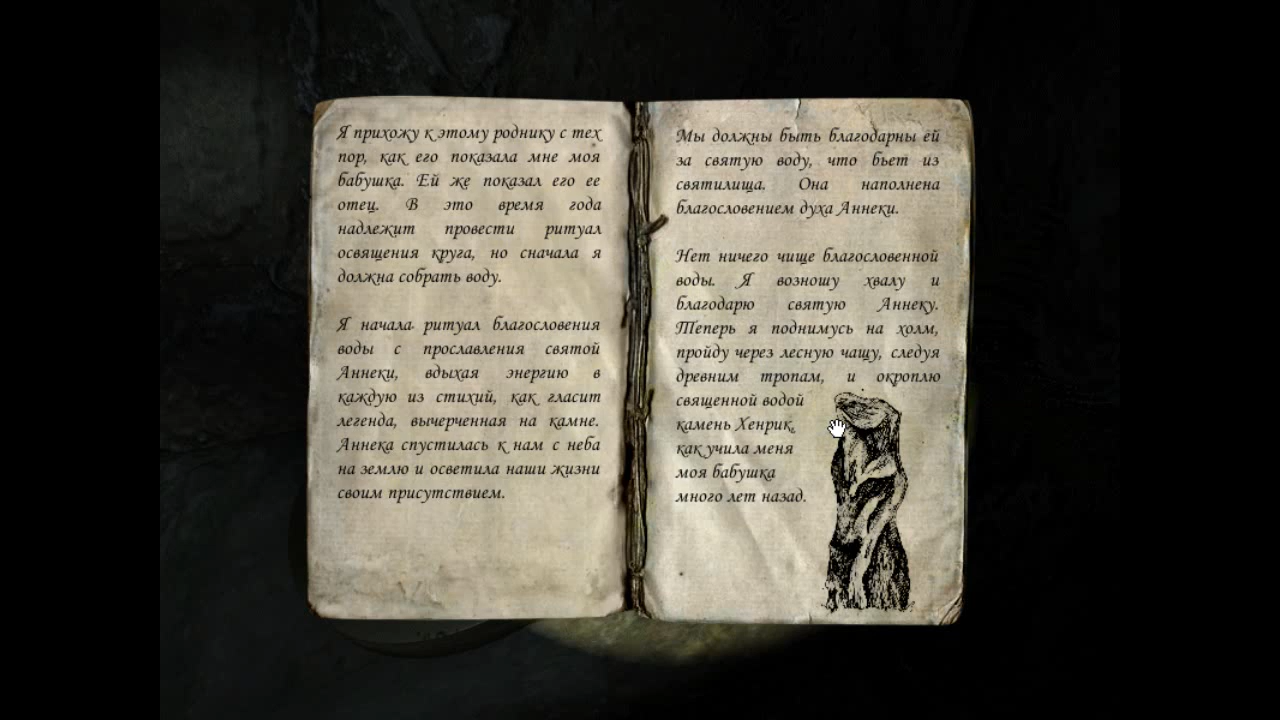 Я прихожу к этому роднику с тех
пор, как его показала мне моя
бабушка. Ей же показал его ее
отец. В это время года
надлежит провести ритуал
освящения круга, но сначала я
должна собрать воду.
Я начала ритуал благословения
воды с прославления святой
Аннеки, вдыхая энергию в
каждую из стихий, как гласит
легенда, вычерченная на камне.
Аннека спустилась к нам с неба
на землю и осветила наши жизни
своим присутствием.
Мы должны быть благодарны ей
за святую воду, что бьет из
святилища. Она наполнена
благословением духа Аннеки.
Нет ничего чище благословенной
воды. Я возношу хвалу и
благодарю святую Аннеку.
Теперь я поднимусь на холм,
пройду через лесную чащу, следуя
древним тропам, и окроплю
священной водой
камень Хенрик,
как учила меня
моя бабушка
много лет назад.